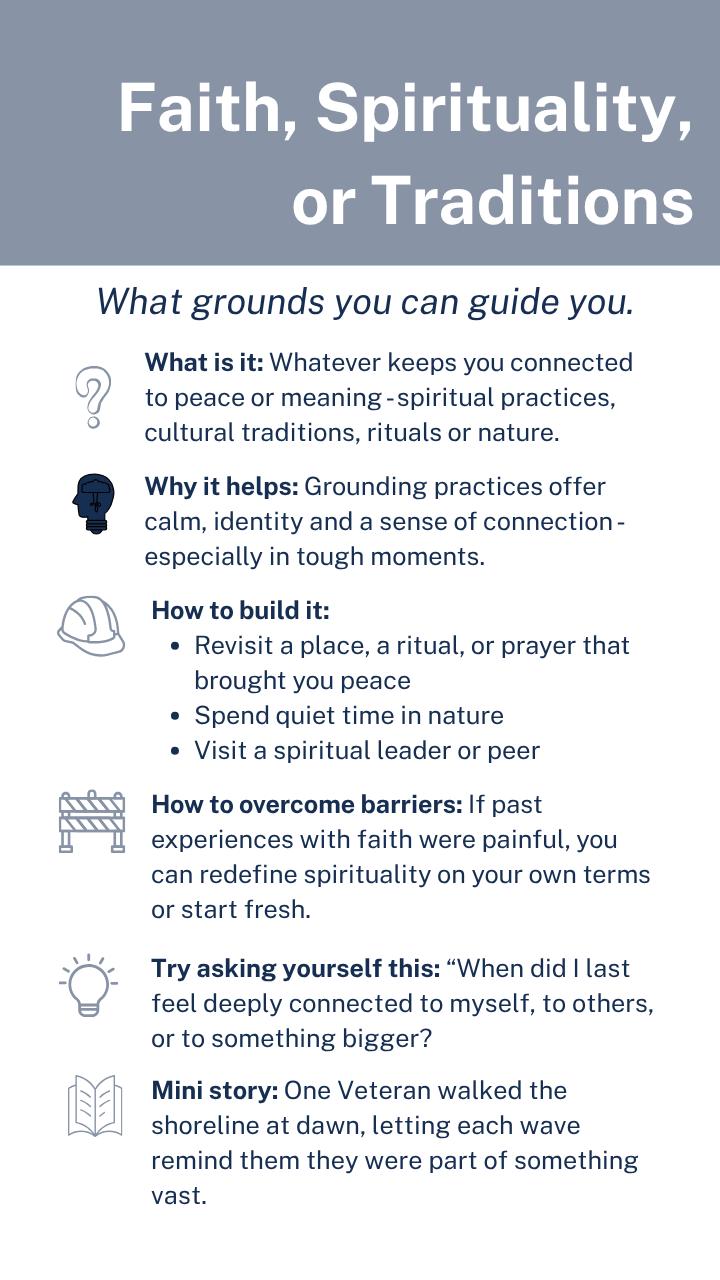 Faith, Spirituality,
or Traditions
What grounds you can guide you.
What is it: Whatever keeps you connected
to peace or meaning - spiritual practices,
cultural traditions, rituals or nature.
Why it helps: Grounding practices offer
calm, identity and a sense of connection -
especially in tough moments.
How to build it:
• Revisit a place, a ritual, or prayer that
brought you peace
• Spend quiet time in nature
• Visit a spiritual leader or peer
How to overcome barriers: If past
experiences with faith were painful, you
can redefine spirituality on your own terms
or start fresh.
Try asking yourself this: “When did I last
feel deeply connected to myself, to others,
or to something bigger?
Mini story: One Veteran walked the
shoreline at dawn, letting each wave
remind them they were part of something
vast.